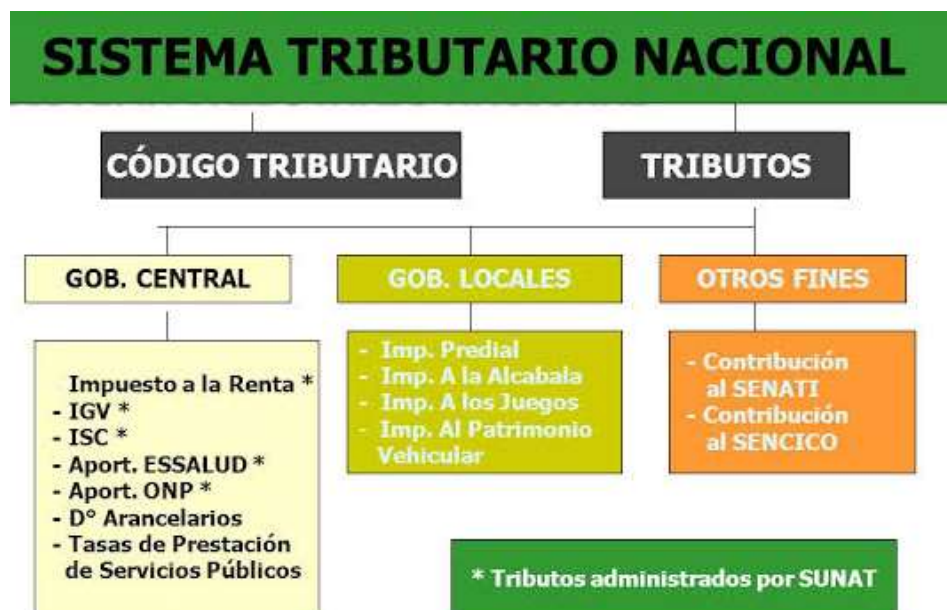 SISTEMA TRIBUTARIO NACIONAL
CÓDIGO TRIBUTARIO
TRIBUTOS
GOB. CENTRAL
GOB. LOCALES
OTROS FINES
Impuesto a la Renta *
- IGV *
- ISC *
- Aport. ESSALUD *
- Aport. ONP *
- D° Arancelarios
- Tasas de Prestación
de Servicios Públicos
- Imp. Predial
- Imp. A la Alcabala
- Imp. A los Juegos
- Imp. Al Patrimonio
Vehicular
- Contribución
al SENATI
- Contribución
al SENCICO
* Tributos administrados por SUNAT